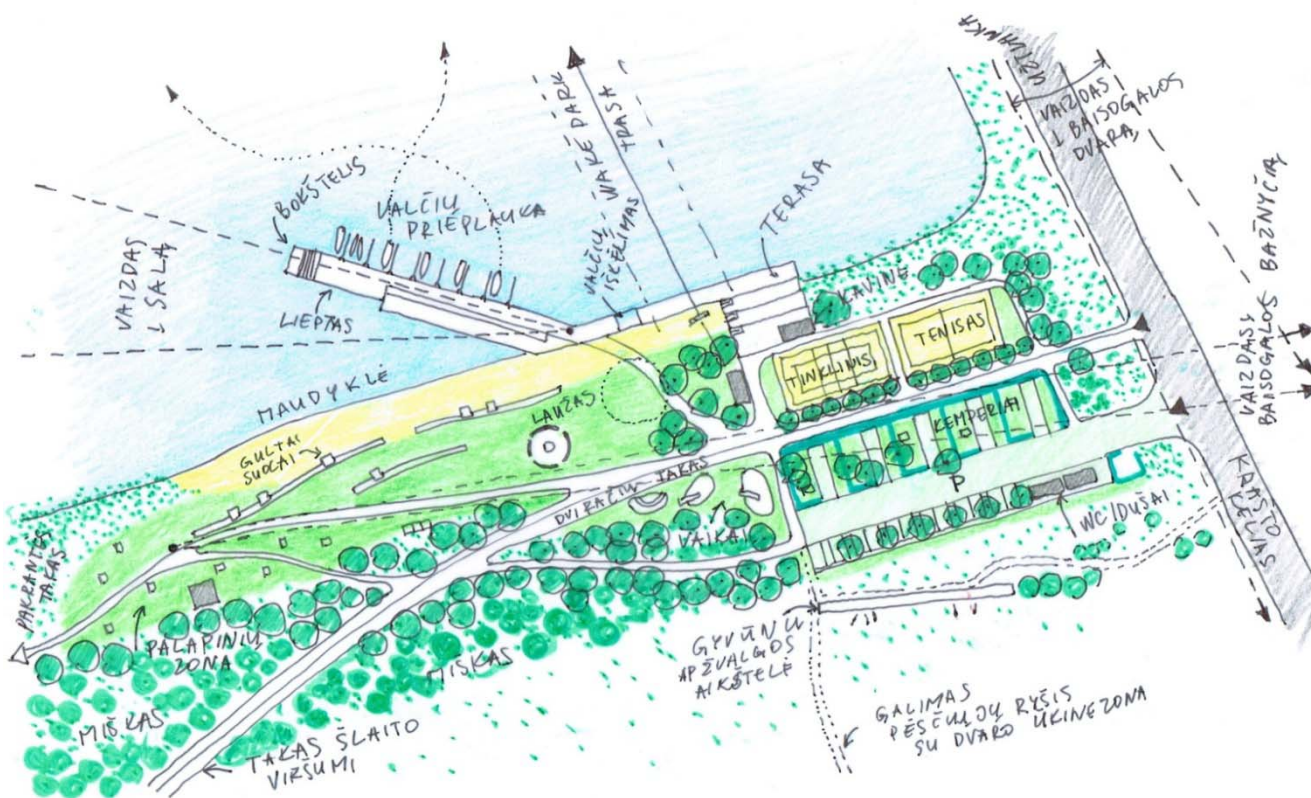 UŽTVANKA
VAIZDAS
Į BAISOGALOS
DVARĄ
WAKE PARK
TRASA
VALČIŲ
IŠKĖLIMAS
BOKŠTELIS
VALČIŲ
PRIEPLAUKA
TERASA
VAIZDAS
Į SALĄ
LIEPTAS
KAVINĖ
VAIZDAS Į
BAISOGALOS BAŽNYČIĄ
TENISAS
TINKLINIS
MAUDYKLĖ
LAUŽAS
GULTAI
SUOLAI
KEMPERIAI
DVIRAČIŲ TAKAS
P
WC/DUŠAI
VAIKAI
KRAŠTO
KELIAS
PAKRANTĖS
TAKAS
PALAPINIŲ
ZONA
MIŠKAS
MIŠKAS
GYVŪNŲ
APŽVALGOS
AIKŠTELĖ
TAKAS ŠLAITO
VIRŠUMI
GALIMAS
PĖSČIŲJŲ RYŠIS
SU DVARO ŪKINE ZONA